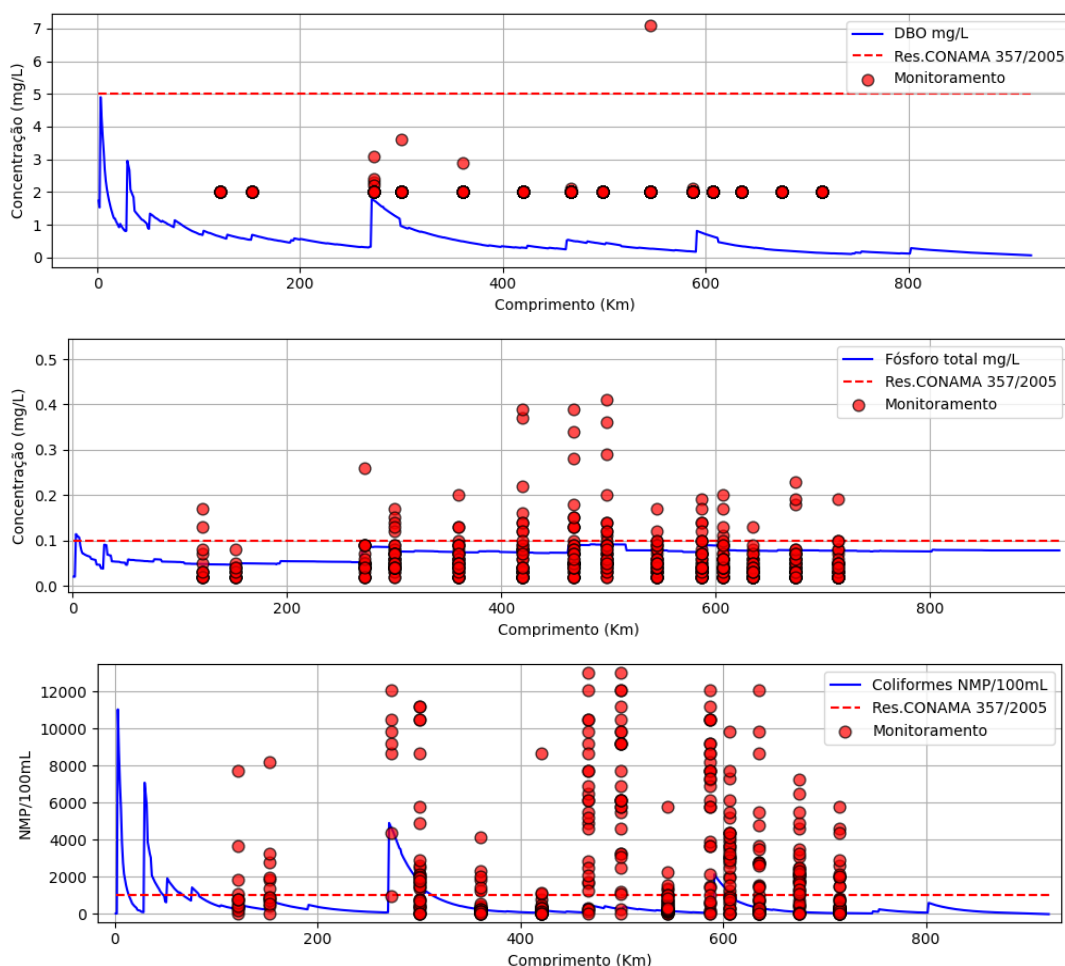 7
6
5
4
3
2
1
0
Concentração (mg/L)
DBO mg/L
Res.CONAMA 357/2005
Monitoramento
0 200 400 600 800
Comprimento (Km)
0.5
0.4
0.3
0.2
0.1
0.0
Concentração (mg/L)
Fósforo total mg/L
Res.CONAMA 357/2005
Monitoramento
0 200 400 600 800
Comprimento (Km)
12000
10000
8000
6000
4000
2000
0
NMP/100mL
Coliformes NMP/100mL
Res.CONAMA 357/2005
Monitoramento
0 200 400 600 800
Comprimento (Km)